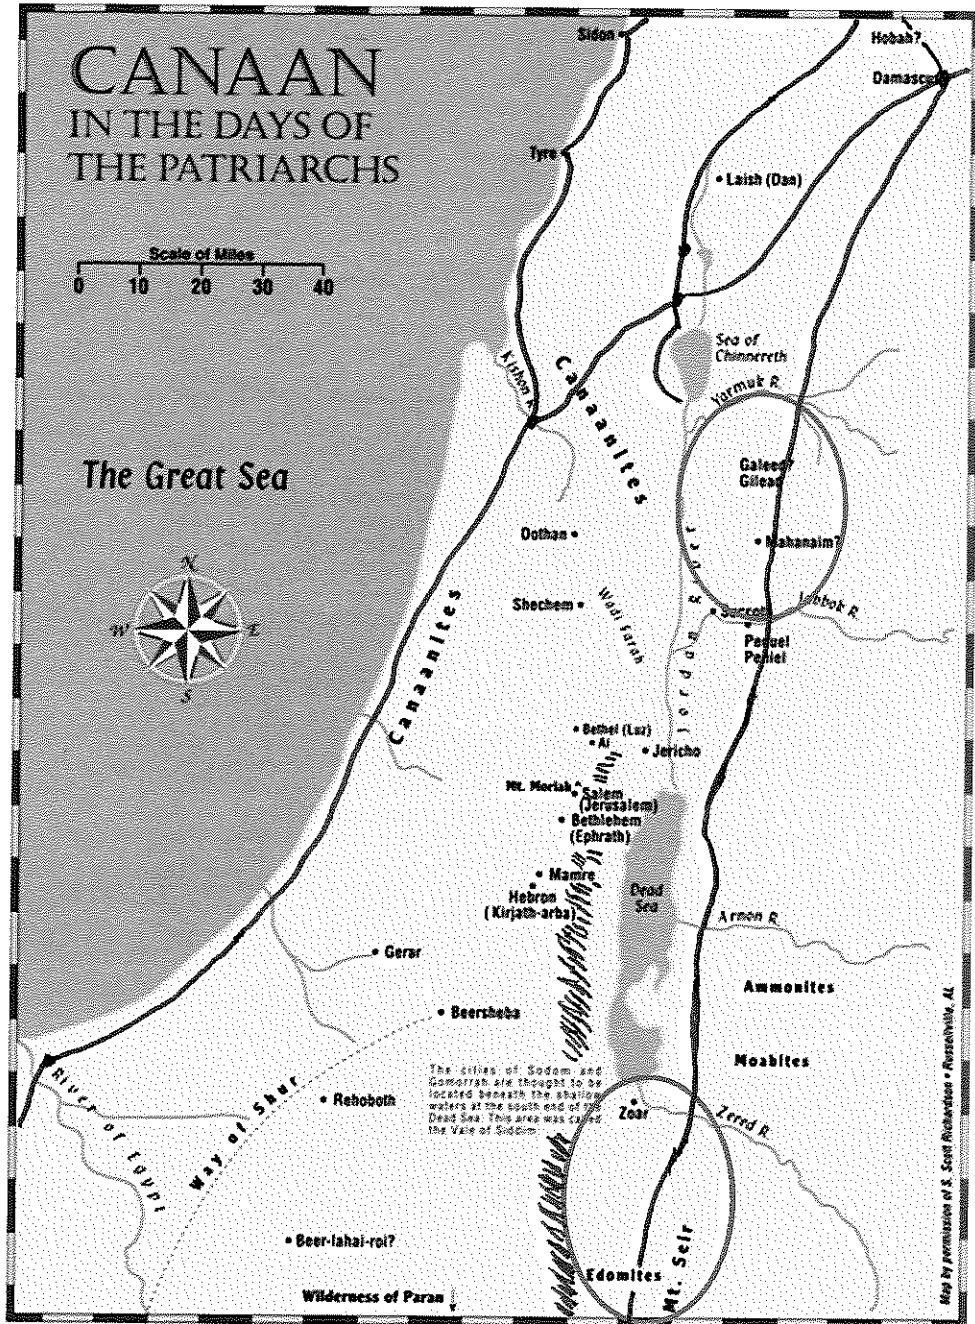 CANAAN
IN THE DAYS OF
THE PATRIARCHS
Scale of Miles
0 10 20 30 40
Sidon
Hobah?
Damascus
Tyre
Laish (Dan)
Sea of
Chinnereth
Kishon R.
Canaanites
Yarmuk R.
The Great Sea
Galeed?
Gilead
N
W
E
S
Dothan
Mahanaim?
Shechem
Wadi Farah
Jordan River
Succoth
Jabbok R.
Penuel
Peniel
Canaanites
Bethel (Luz)
Ai
Jericho
Mt. Moriah
Salem
(Jerusalem)
Bethlehem
(Ephrath)
Mamre
Hebron
(Kirjath-arba)
Dead
Sea
Arnon R.
Gerar
Ammonites
Beersheba
Moabites
River of Egypt
Way of Shur
Rehoboth
The cities of Sodom and
Gomorrah are thought to be
located beneath the shallow
waters at the south end of the
Dead Sea. This area was called
the Vale of Siddim.
Zoar
Zered R.
Beer-lahai-roi?
Edomites
Mt. Seir
Wilderness of Paran
Map by permission of S. Scott Richardson • Russellville, AL